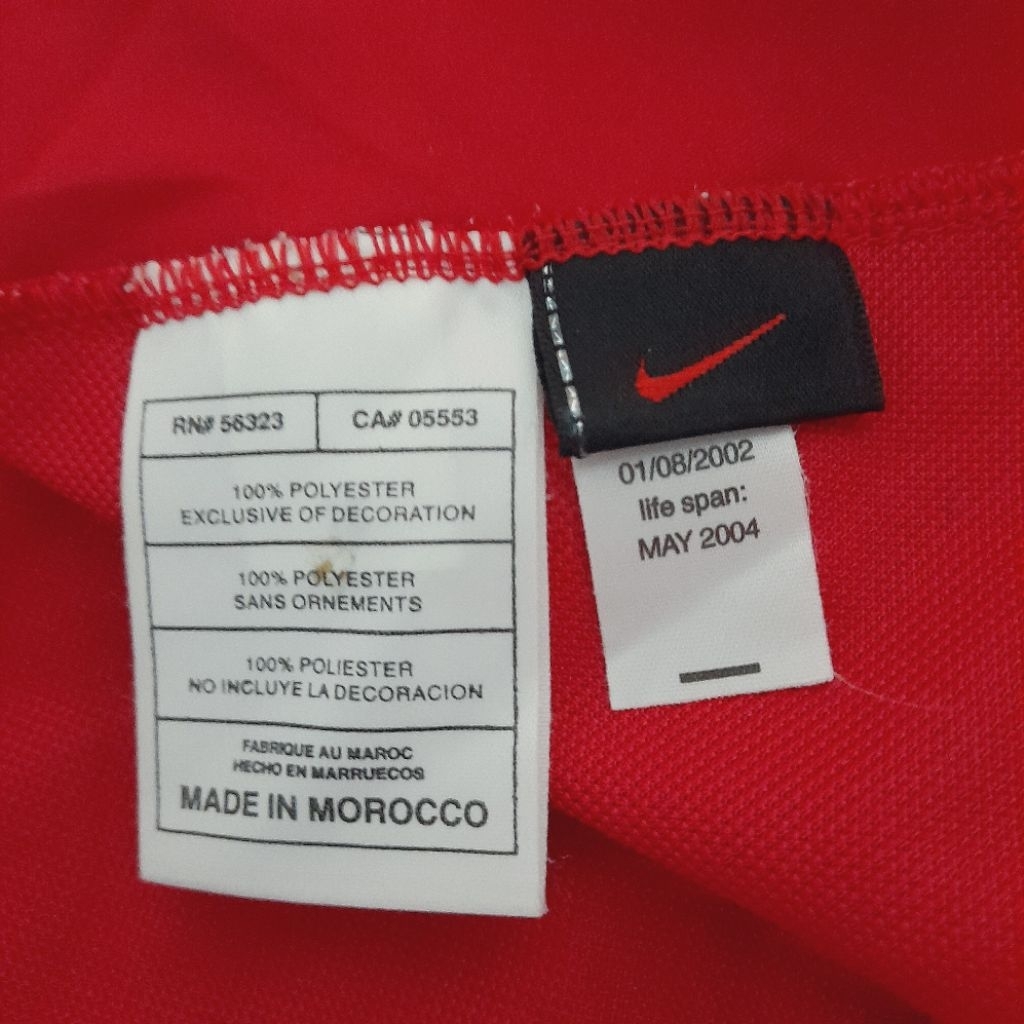 RN# 56323
CA# 05553
100% POLYESTER
EXCLUSIVE OF DECORATION
100% POLYESTER
SANS ORNEMENTS
100% POLIESTER
NO INCLUYE LA DECORACION
FABRIQUE AU MAROC
HECHO EN MARRUECOS
MADE IN MOROCCO
01/08/2002
life span:
MAY 2004